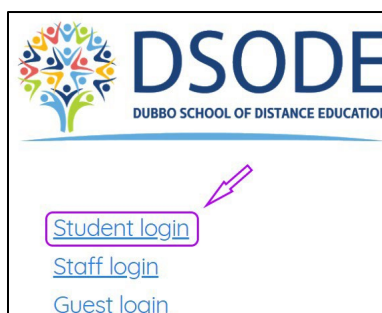 DSODE
DUBBO SCHOOL OF DISTANCE EDUCATION
Student login
Staff login
Guest login